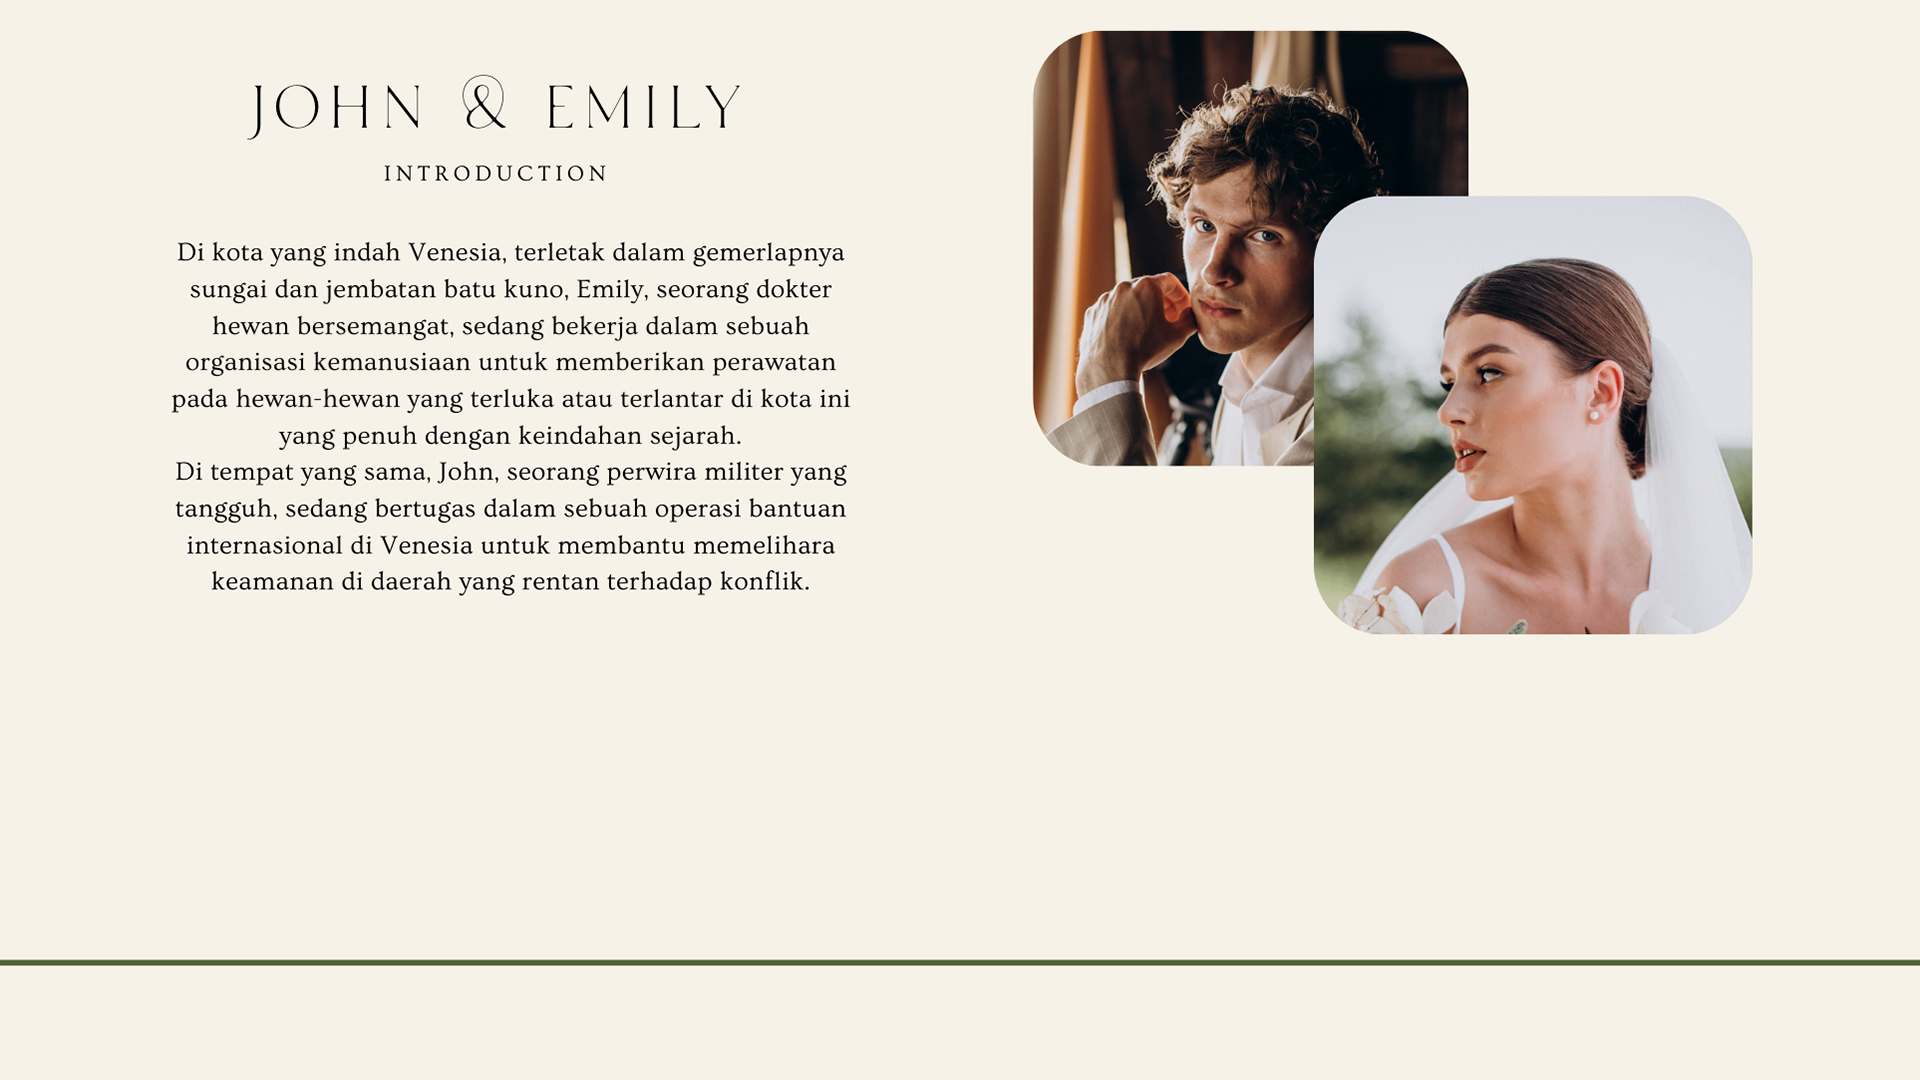 JOHN & EMILY
INTRODUCTION
Di kota yang indah Venesia, terletak dalam gemerlapnya
sungai dan jembatan batu kuno, Emily, seorang dokter
hewan bersemangat, sedang bekerja dalam sebuah
organisasi kemanusiaan untuk memberikan perawatan
pada hewan-hewan yang terluka atau terlantar di kota ini
yang penuh dengan keindahan sejarah.
Di tempat yang sama, John, seorang perwira militer yang
tangguh, sedang bertugas dalam sebuah operasi bantuan
internasional di Venesia untuk membantu memelihara
keamanan di daerah yang rentan terhadap konflik.